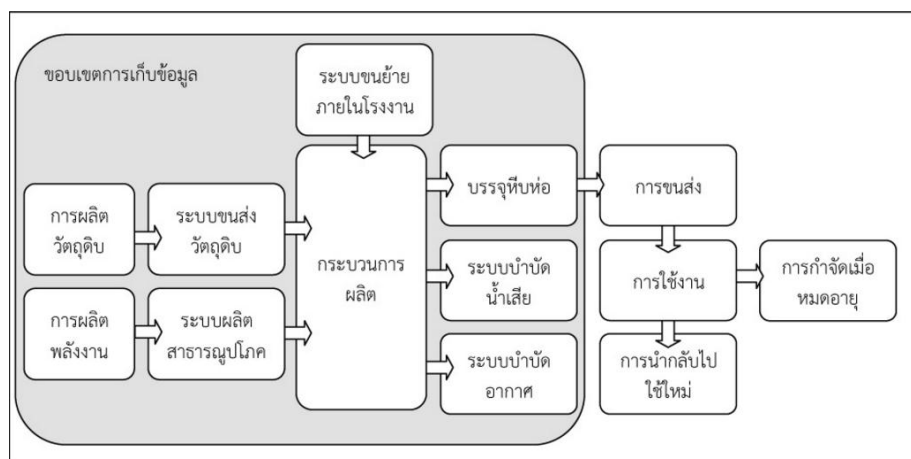 ขอบเขตการเก็บข้อมูล
ระบบขนย้าย
ภายในโรงงาน
การผลิต
วัตถุดิบ
ระบบขนส่ง
วัตถุดิบ
การผลิต
พลังงาน
ระบบผลิต
สาธารณูปโภค
กระบวนการ
ผลิต
บรรจุหีบห่อ
ระบบบำบัด
น้ำเสีย
ระบบบำบัด
อากาศ
การขนส่ง
การใช้งาน
การนำกลับไป
ใช้ใหม่
การกำจัดเมื่อ
หมดอายุ